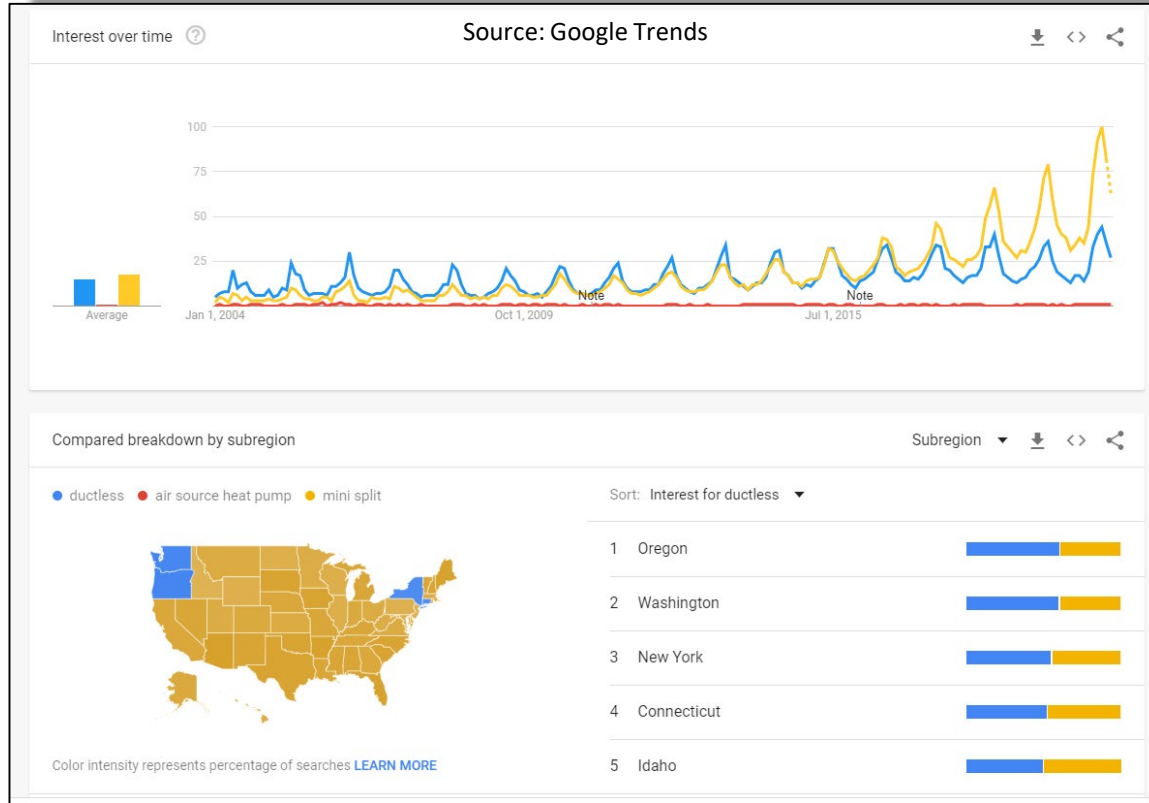 Source: Google Trends
Interest over time ?
100
75
50
25
Note
Note
Average
Jan 1, 2004
Oct 1, 2009
Jul 1, 2015
Compared breakdown by subregion
Subregion
ductless air source heat pump mini split
Sort: Interest for ductless
1 Oregon
2 Washington
3 New York
4 Connecticut
5 Idaho
Color intensity represents percentage of searches LEARN MORE